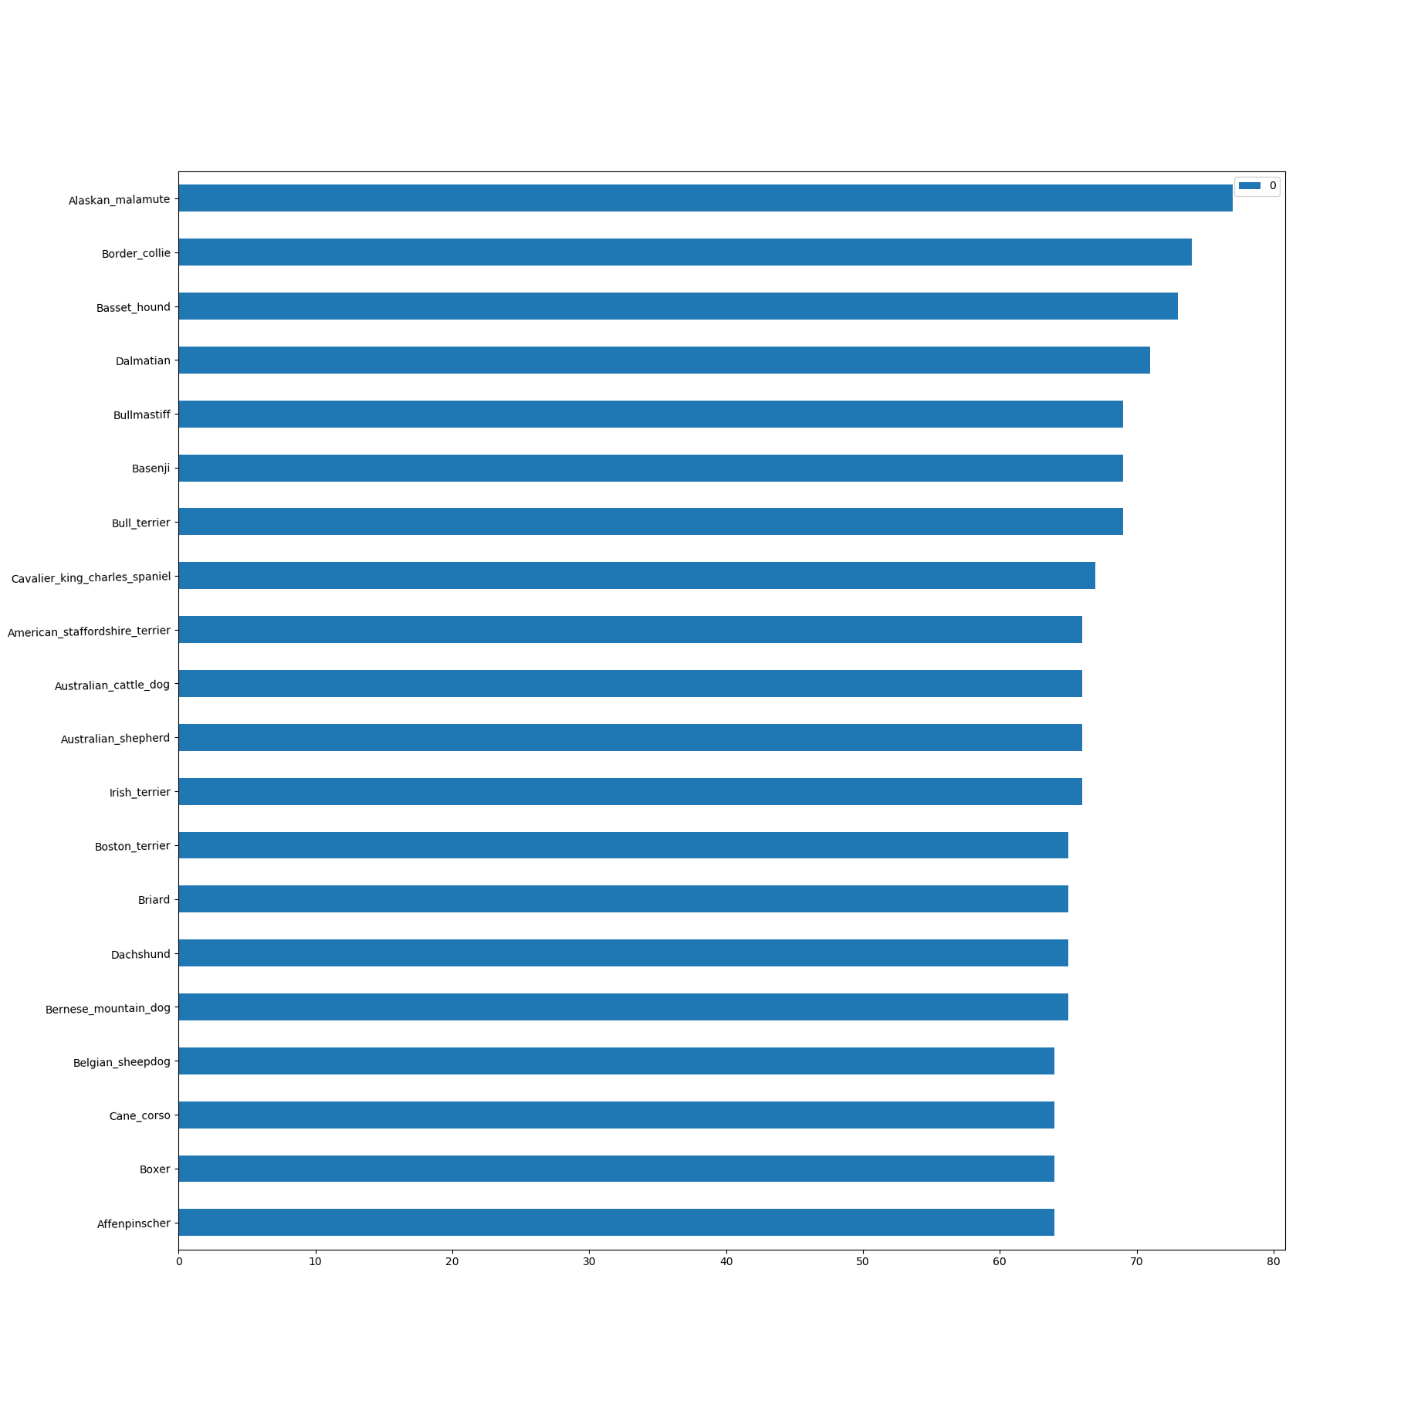 0
Alaskan_malamute
Border_collie
Basset_hound
Dalmatian
Bullmastiff
Basenji
Bull_terrier
Cavalier_king_charles_spaniel
American_staffordshire_terrier
Australian_cattle_dog
Australian_shepherd
Irish_terrier
Boston_terrier
Briard
Dachshund
Bernese_mountain_dog
Belgian_sheepdog
Cane_corso
Boxer
Affenpinscher
0 10 20 30 40 50 60 70 80